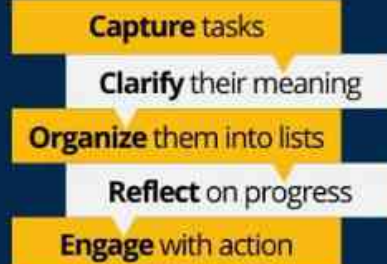 Capture tasks
Clarify their meaning
Organize them into lists
Reflect on progress
Engage with action